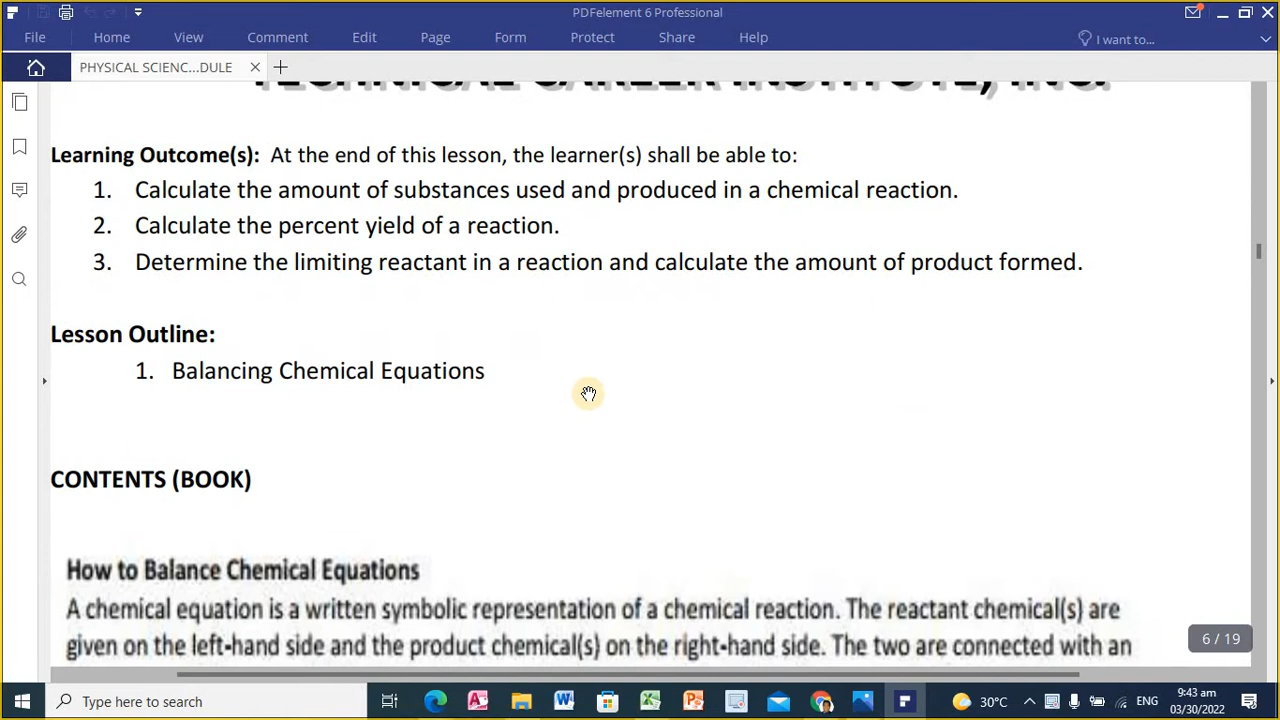 PDFelement 6 Professional
File Home View Comment Edit Page Form Protect Share Help I want to...
PHYSICAL SCIENC...DULE
TECHNICAL CAREER INSTITUTE, INC.
Learning Outcome(s): At the end of this lesson, the learner(s) shall be able to:
1. Calculate the amount of substances used and produced in a chemical reaction.
2. Calculate the percent yield of a reaction.
3. Determine the limiting reactant in a reaction and calculate the amount of product formed.
Lesson Outline:
1. Balancing Chemical Equations
CONTENTS (BOOK)
How to Balance Chemical Equations
A chemical equation is a written symbolic representation of a chemical reaction. The reactant chemical(s) are
given on the left-hand side and the product chemical(s) on the right-hand side. The two are connected with an
6 / 19
Type here to search
30°C
ENG
9:43 am
03/30/2022